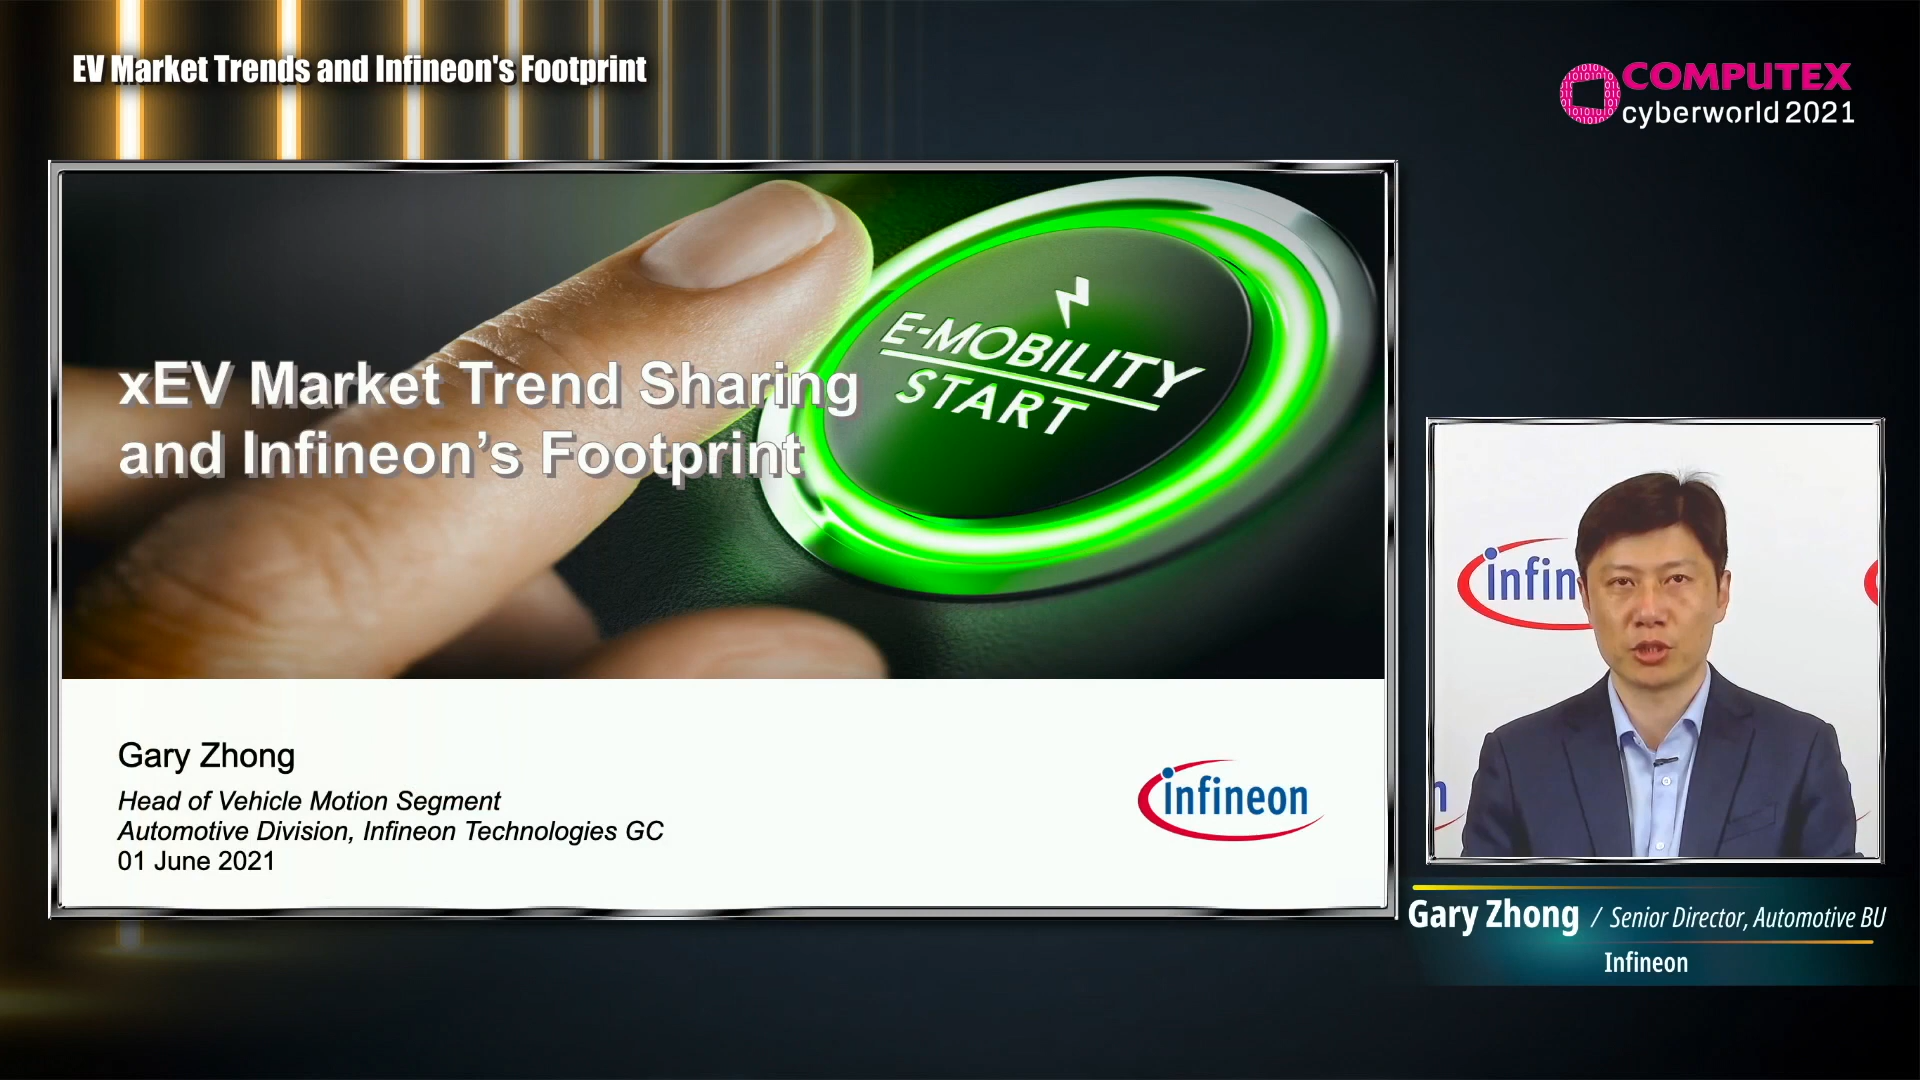 EV Market Trends and Infineon's Footprint
COMPUTEX
cyberworld 2021
E-MOBILITY
START
xEV Market Trend Sharing
and Infineon’s Footprint
Gary Zhong
Head of Vehicle Motion Segment
Automotive Division, Infineon Technologies GC
01 June 2021
infineon
infin
n
Gary Zhong / Senior Director, Automotive BU
Infineon